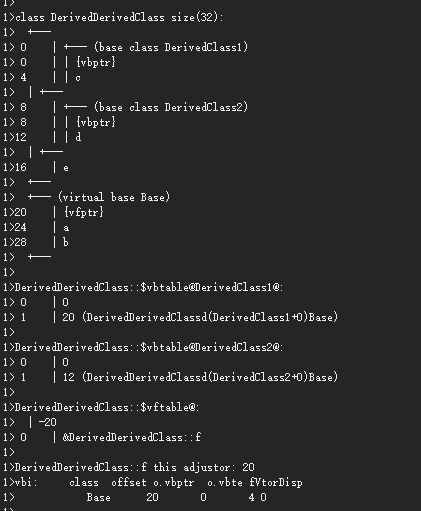 1>
1>class DerivedDerivedClass size(32):
1>  +---
1> 0    | +--- (base class DerivedClass1)
1> 0    | | {vbptr}
1> 4    | | c
1>  | +---
1> 8    | +--- (base class DerivedClass2)
1> 8    | | {vbptr}
1>12    | | d
1>  | +---
1>16    | e
1>  +---
1>  +--- (virtual base Base)
1>20    | {vfptr}
1>24    | a
1>28    | b
1>  +---
1>
1>DerivedDerivedClass::$vbtable@DerivedClass1@:
1> 0    | 0
1> 1    | 20 (DerivedDerivedClassd(DerivedClass1+0)Base)
1>
1>DerivedDerivedClass::$vbtable@DerivedClass2@:
1> 0    | 0
1> 1    | 12 (DerivedDerivedClassd(DerivedClass2+0)Base)
1>
1>DerivedDerivedClass::$vftable@:
1>  | -20
1> 0    | &DerivedDerivedClass::f
1>
1>DerivedDerivedClass::f this adjustor: 20
1>vbi:    class  offset o.vbptr  o.vbte fVtorDisp
1>         Base      20       0       4 0